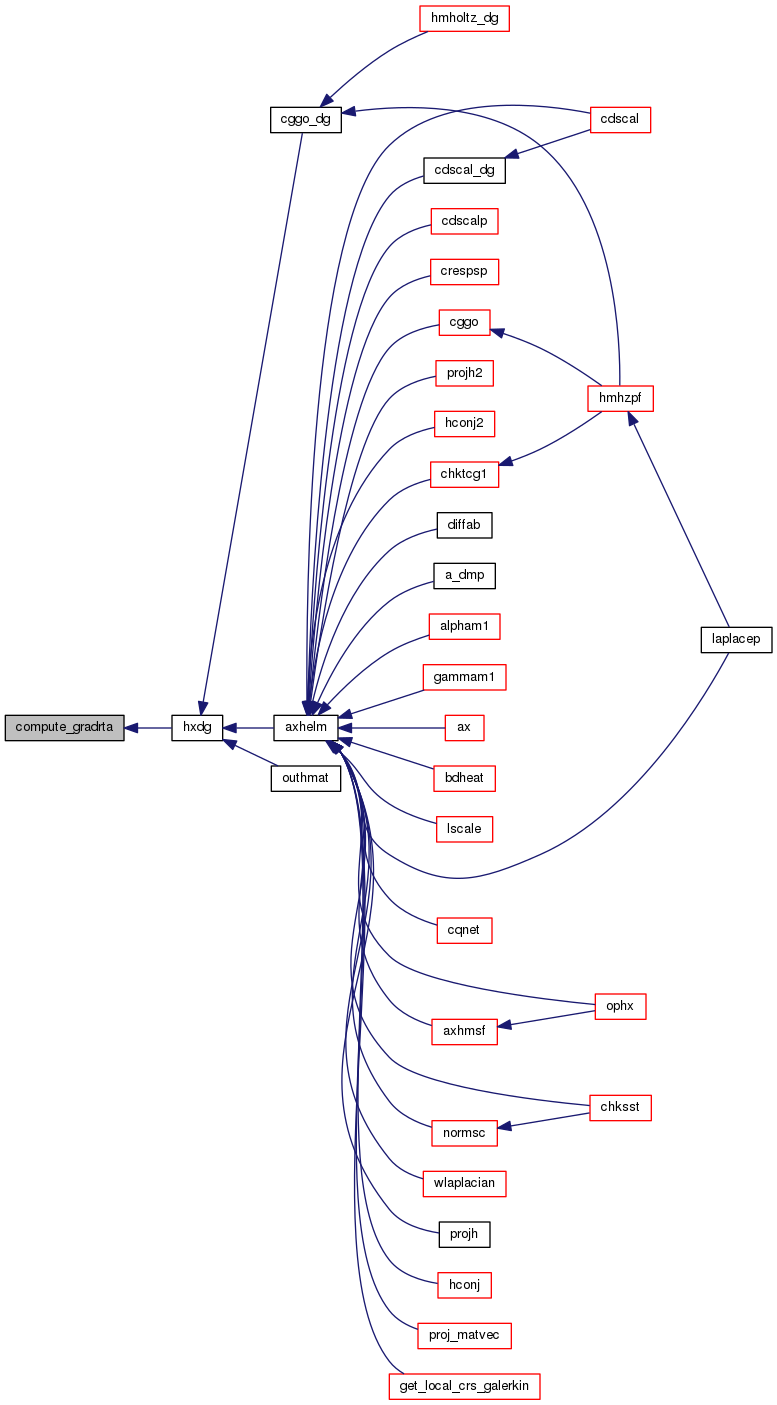 hmholtz_dg
cggo_dg
cdscal
cdscal_dg
cdscalp
crespsp
cggo
projh2
hmhzpf
hconj2
chktcg1
diffab
a_dmp
alpham1
laplacep
gammam1
compute_gradrta
hxdg
axhelm
ax
outhmat
bdheat
lscale
cqnet
ophx
axhmsf
chksst
normsc
wlaplacian
projh
hconj
proj_matvec
get_local_crs_galerkin